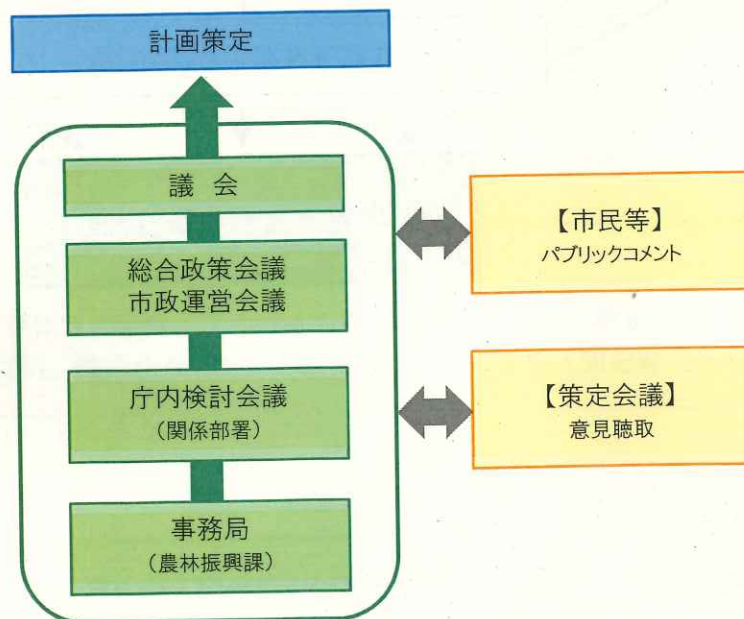 計画策定
議 会
総合政策会議
市政運営会議
庁内検討会議
(関係部署)
事務局
(農林振興課)
【市民等】
パブリックコメント
【策定会議】
意見聴取